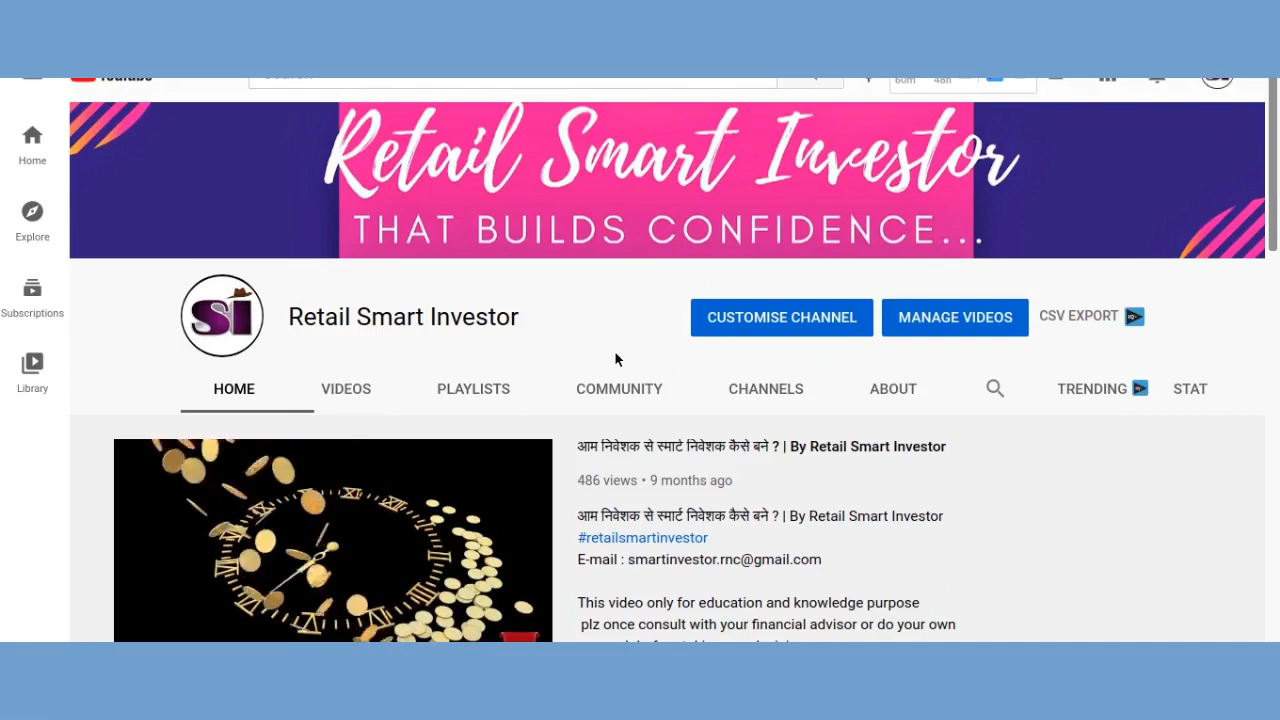 60m 48h
Retail Smart Investor
THAT BUILDS CONFIDENCE...
Home
Explore
Subscriptions
Library
SI
Retail Smart Investor
CUSTOMISE CHANNEL
MANAGE VIDEOS
CSV EXPORT
HOME VIDEOS PLAYLISTS COMMUNITY CHANNELS ABOUT TRENDING STAT
आम निवेशक से स्मार्ट निवेशक कैसे बने ? | By Retail Smart Investor
486 views • 9 months ago
आम निवेशक से स्मार्ट निवेशक कैसे बने ? | By Retail Smart Investor
#retailsmartinvestor
E-mail : smartinvestor.rnc@gmail.com
This video only for education and knowledge purpose
plz once consult with your financial advisor or do your own